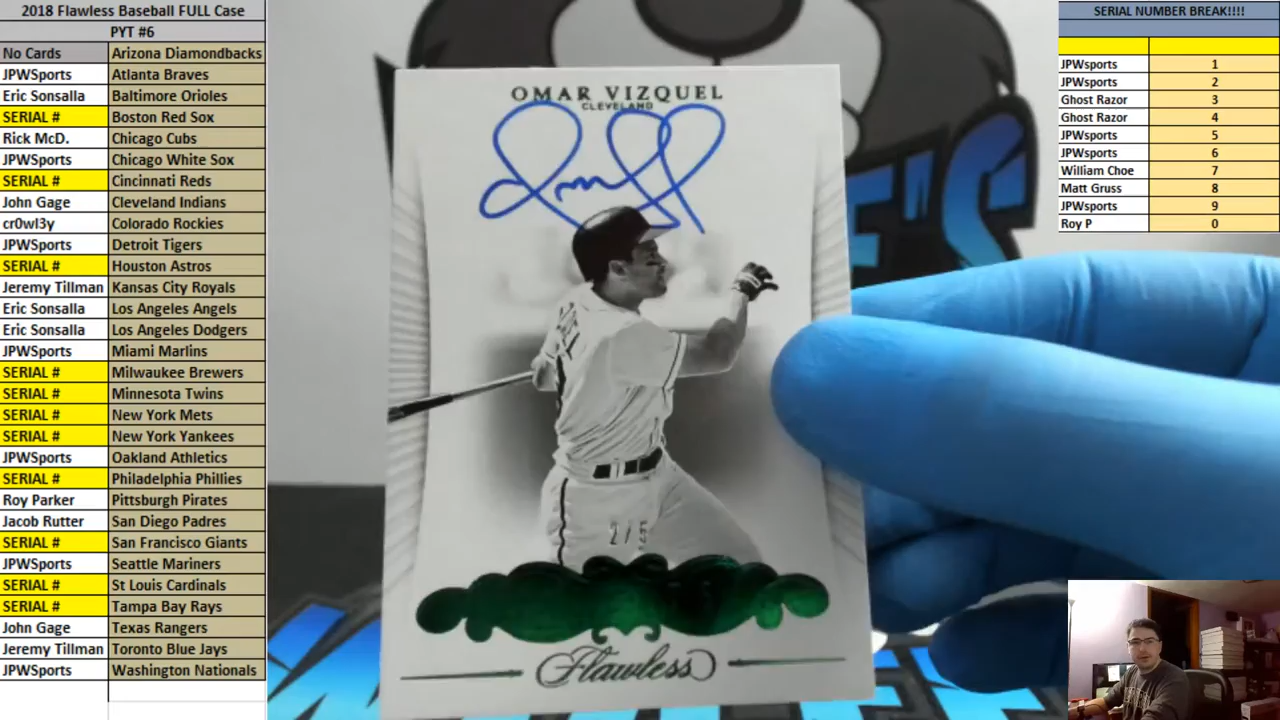 2018 Flawless Baseball FULL Case
PYT #6
No Cards Arizona Diamondbacks
JPWSports Atlanta Braves
Eric Sonsalla Baltimore Orioles
SERIAL # Boston Red Sox
Rick McD. Chicago Cubs
JPWSports Chicago White Sox
SERIAL # Cincinnati Reds
John Gage Cleveland Indians
cr0wl3y Colorado Rockies
JPWSports Detroit Tigers
SERIAL # Houston Astros
Jeremy Tillman Kansas City Royals
Eric Sonsalla Los Angeles Angels
Eric Sonsalla Los Angeles Dodgers
JPWSports Miami Marlins
SERIAL # Milwaukee Brewers
SERIAL # Minnesota Twins
SERIAL # New York Mets
SERIAL # New York Yankees
JPWSports Oakland Athletics
SERIAL # Philadelphia Phillies
Roy Parker Pittsburgh Pirates
Jacob Rutter San Diego Padres
SERIAL # San Francisco Giants
JPWSports Seattle Mariners
SERIAL # St Louis Cardinals
SERIAL # Tampa Bay Rays
John Gage Texas Rangers
Jeremy Tillman Toronto Blue Jays
JPWSports Washington Nationals
OMAR VIZQUEL
CLEVELAND
2/5
Flawless
SERIAL NUMBER BREAK!!!!
JPWsports 1
JPWsports 2
Ghost Razor 3
Ghost Razor 4
JPWsports 5
JPWsports 6
William Choe 7
Matt Gruss 8
JPWsports 9
Roy P 0